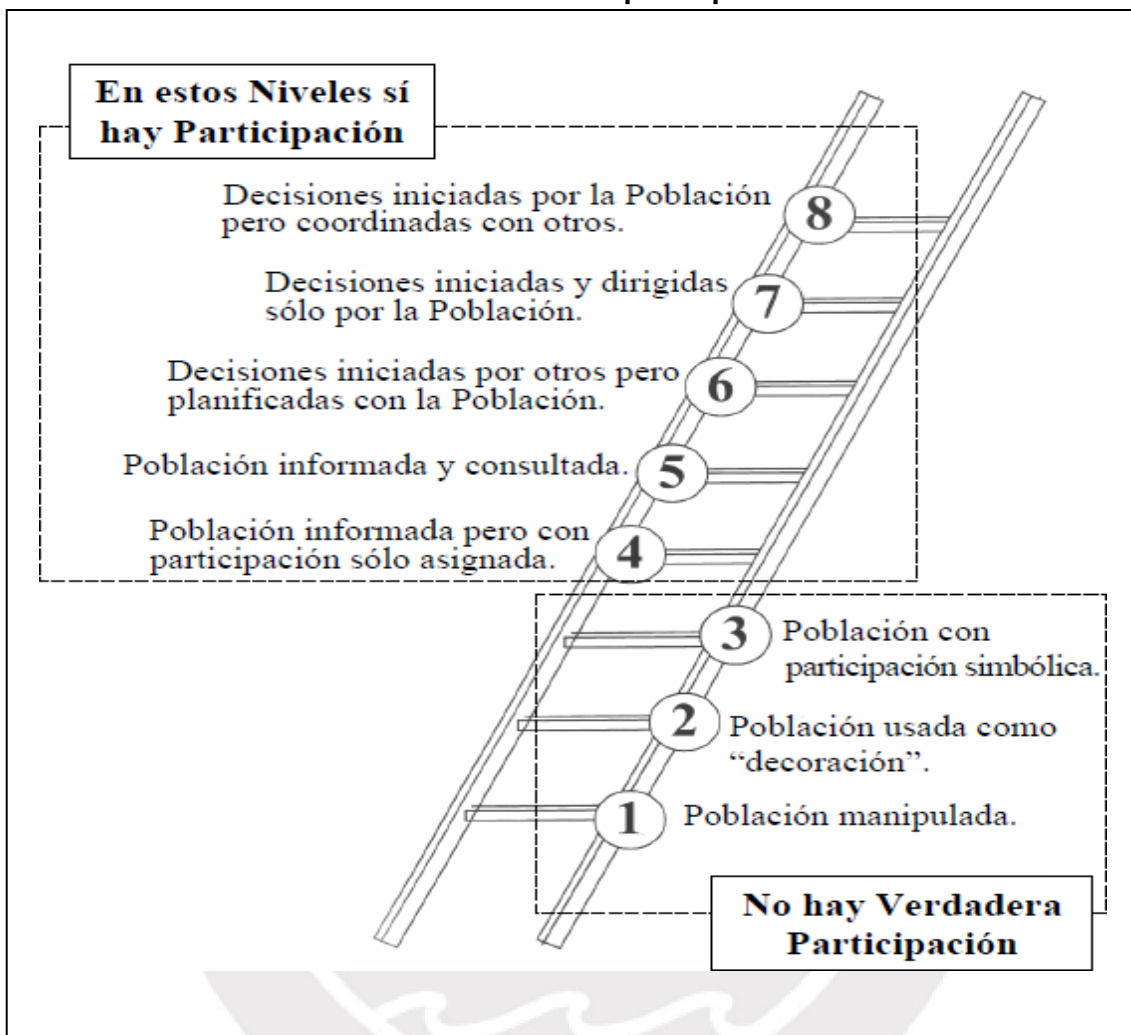 En estos Niveles sí
hay Participación
Decisiones iniciadas por la Población
pero coordinadas con otros.
8
Decisiones iniciadas y dirigidas
sólo por la Población.
7
Decisiones iniciadas por otros pero
planificadas con la Población.
6
Población informada y consultada.
5
Población informada pero con
participación sólo asignada.
4
3
Población con
participación simbólica.
2
Población usada como
“decoración”.
1
Población manipulada.
No hay Verdadera
Participación